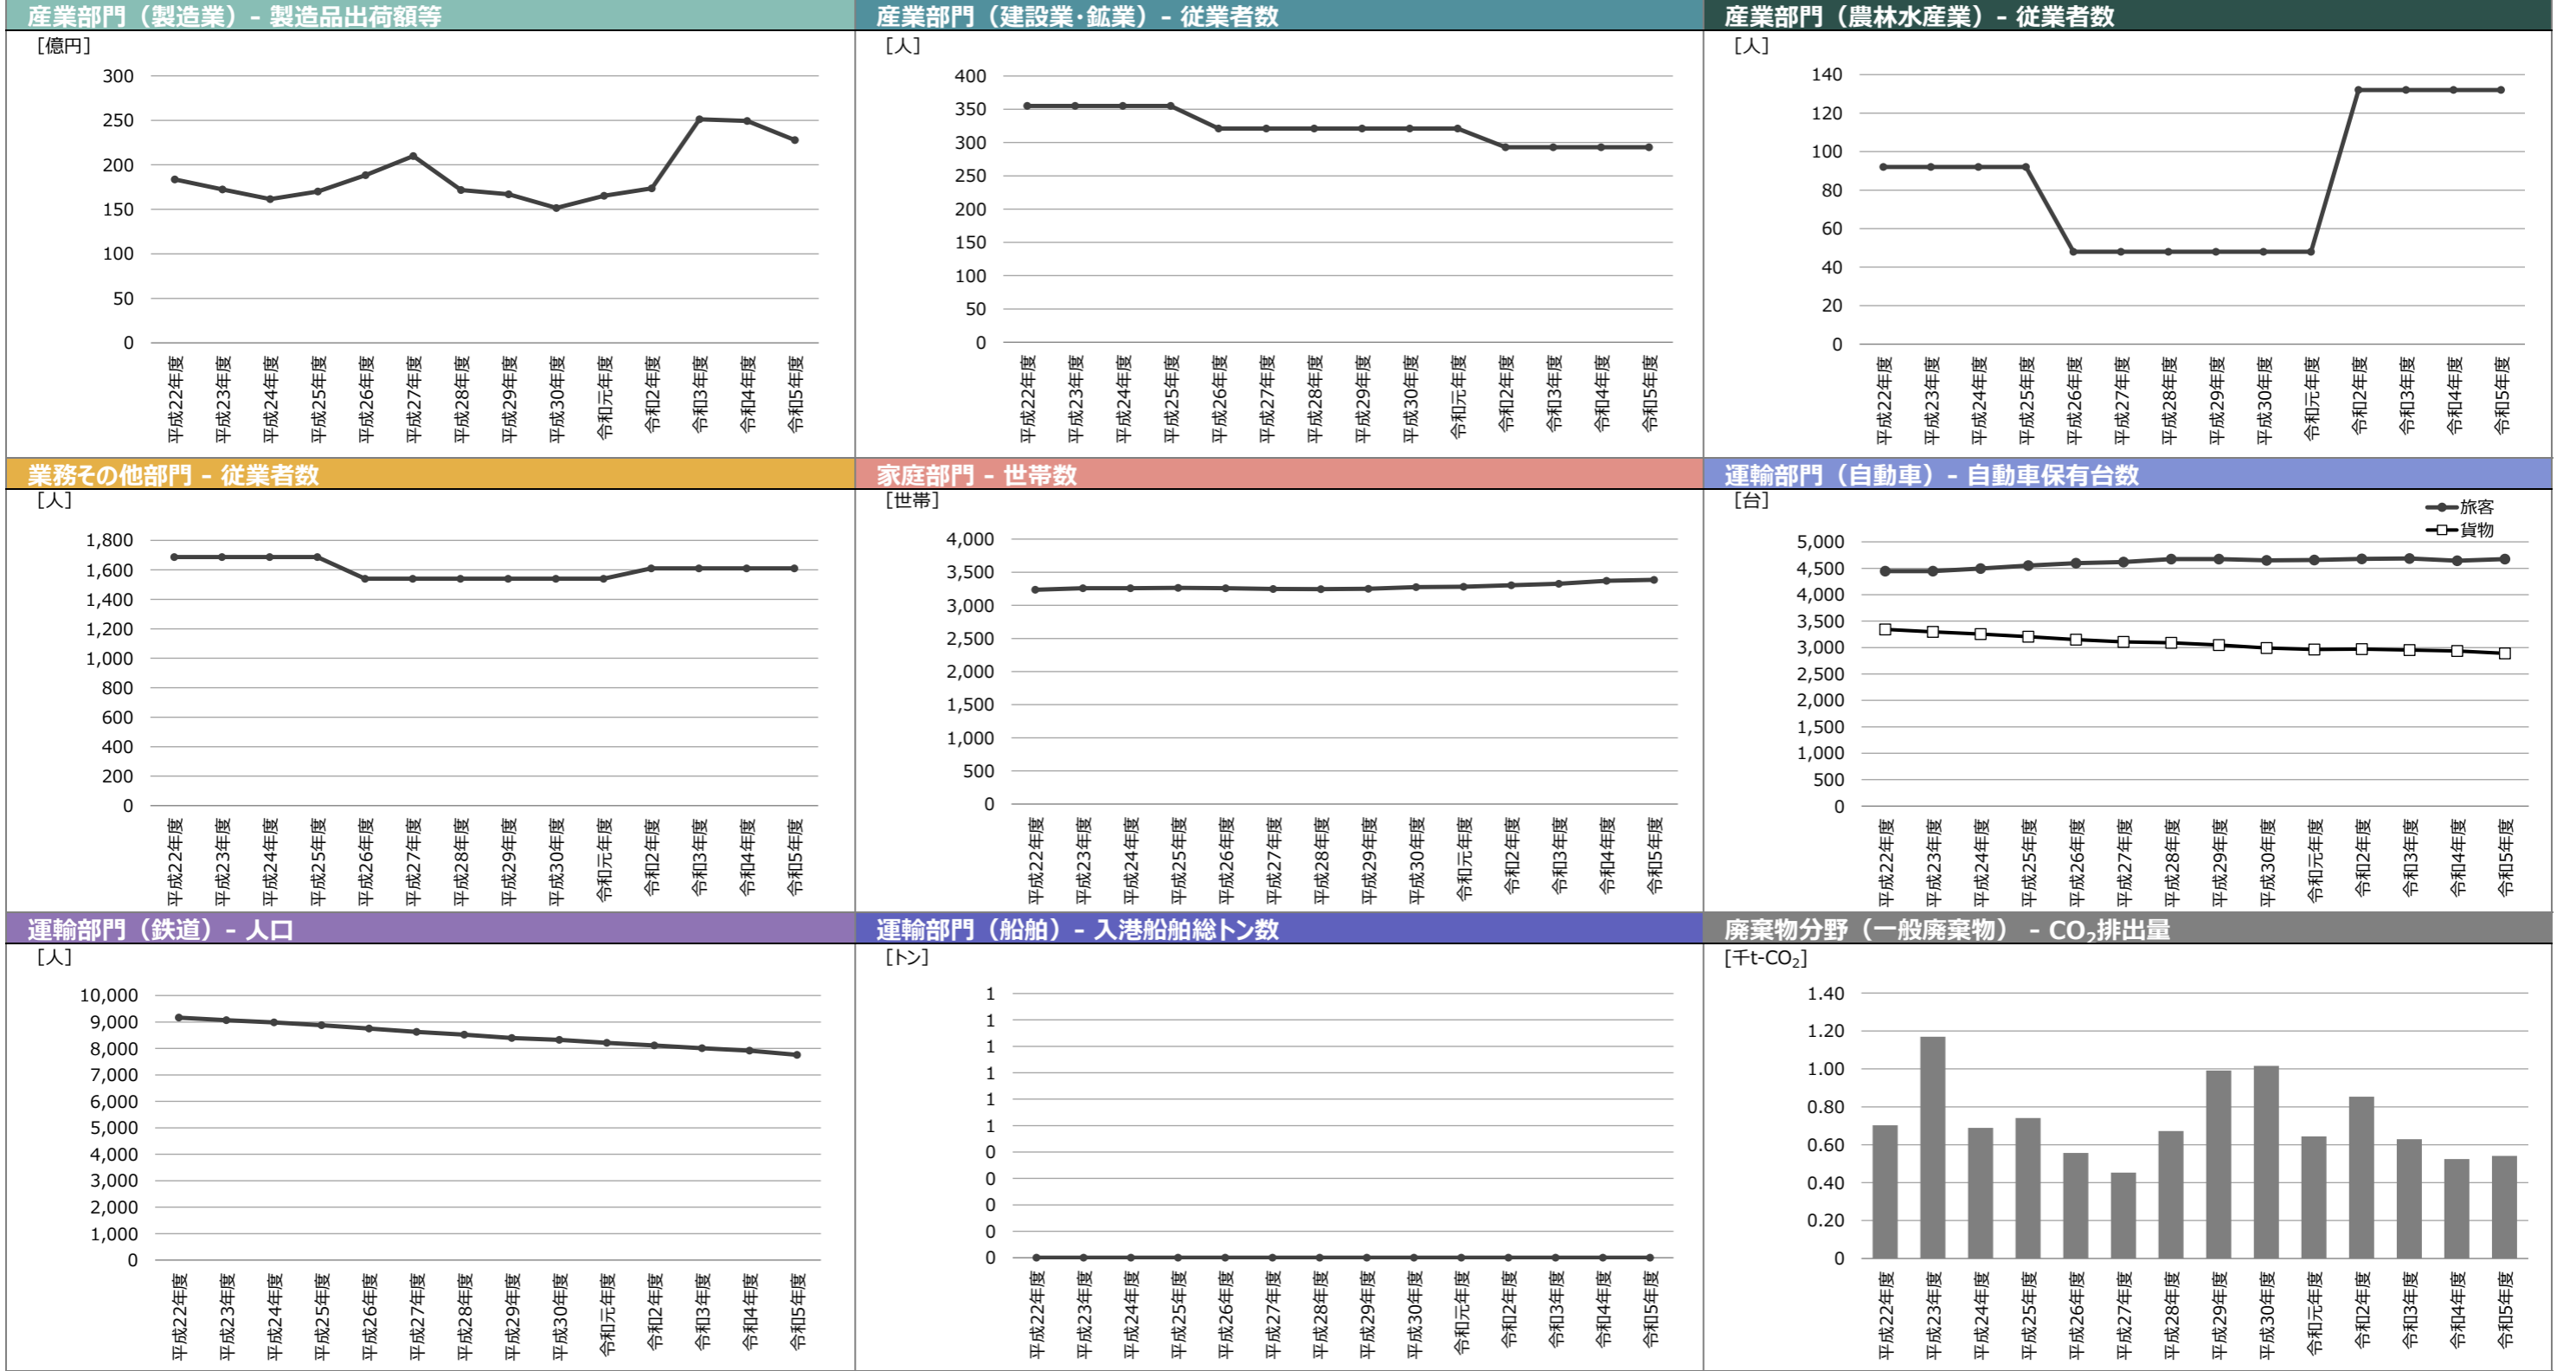 産業部門（製造業）- 製造品出荷額等
[億円]
300
250
200
150
100
50
0
平成22年度
平成23年度
平成24年度
平成25年度
平成26年度
平成27年度
平成28年度
平成29年度
平成30年度
令和元年度
令和2年度
令和3年度
令和4年度
令和5年度
産業部門（建設業・鉱業）- 従業者数
[人]
400
350
300
250
200
150
100
50
0
平成22年度
平成23年度
平成24年度
平成25年度
平成26年度
平成27年度
平成28年度
平成29年度
平成30年度
令和元年度
令和2年度
令和3年度
令和4年度
令和5年度
産業部門（農林水産業）- 従業者数
[人]
140
120
100
80
60
40
20
0
平成22年度
平成23年度
平成24年度
平成25年度
平成26年度
平成27年度
平成28年度
平成29年度
平成30年度
令和元年度
令和2年度
令和3年度
令和4年度
令和5年度
業務その他部門 - 従業者数
[人]
1,800
1,600
1,400
1,200
1,000
800
600
400
200
0
平成22年度
平成23年度
平成24年度
平成25年度
平成26年度
平成27年度
平成28年度
平成29年度
平成30年度
令和元年度
令和2年度
令和3年度
令和4年度
令和5年度
家庭部門 - 世帯数
[世帯]
4,000
3,500
3,000
2,500
2,000
1,500
1,000
500
0
平成22年度
平成23年度
平成24年度
平成25年度
平成26年度
平成27年度
平成28年度
平成29年度
平成30年度
令和元年度
令和2年度
令和3年度
令和4年度
令和5年度
運輸部門（自動車）- 自動車保有台数
[台]
旅客
貨物
5,000
4,500
4,000
3,500
3,000
2,500
2,000
1,500
1,000
500
0
平成22年度
平成23年度
平成24年度
平成25年度
平成26年度
平成27年度
平成28年度
平成29年度
平成30年度
令和元年度
令和2年度
令和3年度
令和4年度
令和5年度
運輸部門（鉄道）- 人口
[人]
10,000
9,000
8,000
7,000
6,000
5,000
4,000
3,000
2,000
1,000
0
平成22年度
平成23年度
平成24年度
平成25年度
平成26年度
平成27年度
平成28年度
平成29年度
平成30年度
令和元年度
令和2年度
令和3年度
令和4年度
令和5年度
運輸部門（船舶）- 入港船舶総トン数
[トン]
1
1
1
1
1
1
0
0
0
0
0
平成22年度
平成23年度
平成24年度
平成25年度
平成26年度
平成27年度
平成28年度
平成29年度
平成30年度
令和元年度
令和2年度
令和3年度
令和4年度
令和5年度
廃棄物分野（一般廃棄物） - CO₂排出量
[千t-CO₂]
1.40
1.20
1.00
0.80
0.60
0.40
0.20
0
平成22年度
平成23年度
平成24年度
平成25年度
平成26年度
平成27年度
平成28年度
平成29年度
平成30年度
令和元年度
令和2年度
令和3年度
令和4年度
令和5年度